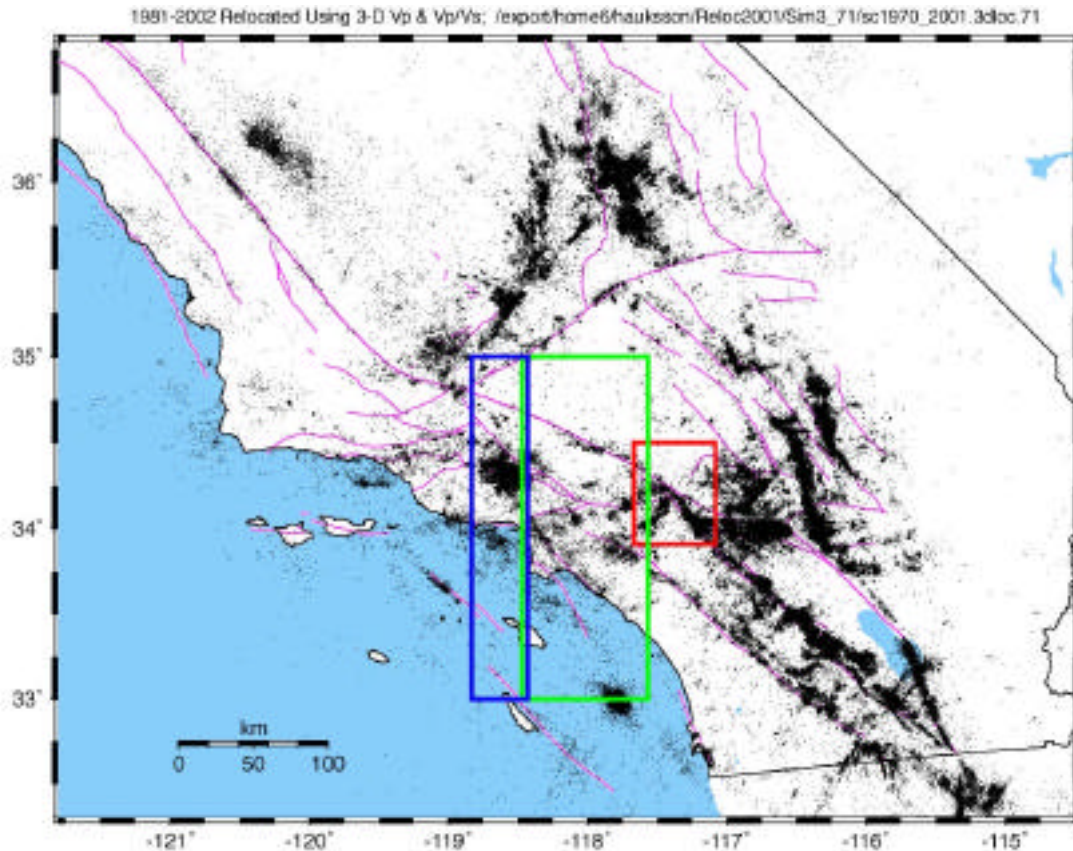 1981-2002 Relocated Using 3-D Vp & Vp/Vs; /export/home6/hauksson/Reloc2001/Sim3_71/sc1970_2001.3dloc.71
36°
35°
34°
33°
km
0 50 100
-121° -120° -119° -118° -117° -116° -115°